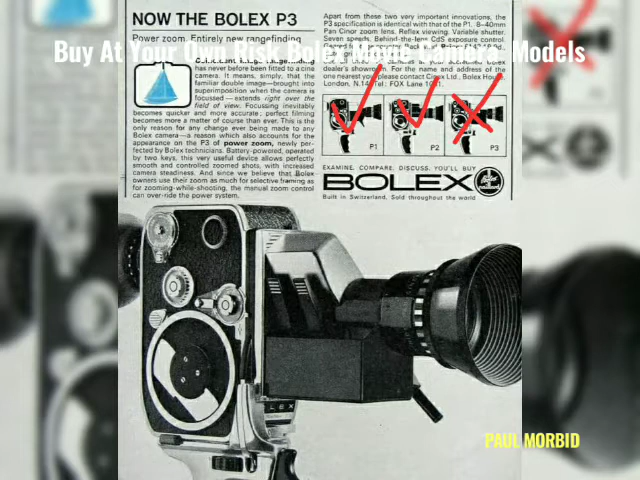 Buy At Your Own Risk Bolex Movie Cameras Models
NOW THE BOLEX P3
Power zoom. Entirely new rangefinding
has never before been fitted to a cine
camera. It means, simply, that the
familiar double image—brought into
superimposition when the camera is
focussed—extends right over the
field of view. Focussing inevitably
becomes quicker and more accurate; perfect filming
becomes more a matter of course than ever. This is the
only reason for any change ever being made to any
Bolex camera—a reason which also accounts for the
appearance on the P3 of power zoom, newly per-
fected by Bolex technicians. Battery-powered, operated
by two keys, this very useful device allows perfectly
smooth and controlled zoomed shots, with increased
camera steadiness. And since we believe that Bolex
owners use their zoom as much for selective framing as
for zooming-while-shooting, the manual zoom control
can over-ride the power system.
Apart from these two very important innovations, the
P3 specification is identical with that of the P1. 8–40mm
Pan Cinor zoom lens. Reflex viewing. Variable shutter.
Seven speeds. Behind-the-lens CdS exposure control.
dealer's showroom. For the name and address of the
one nearest you please contact Cinex Ltd., Bolex House,
London, N.14. Tel: FOX Lane 1041.
P1
P2
P3
EXAMINE. COMPARE. DISCUSS. YOU'LL BUY
BOLEX
Built in Switzerland. Sold throughout the world
PAUL MORBID